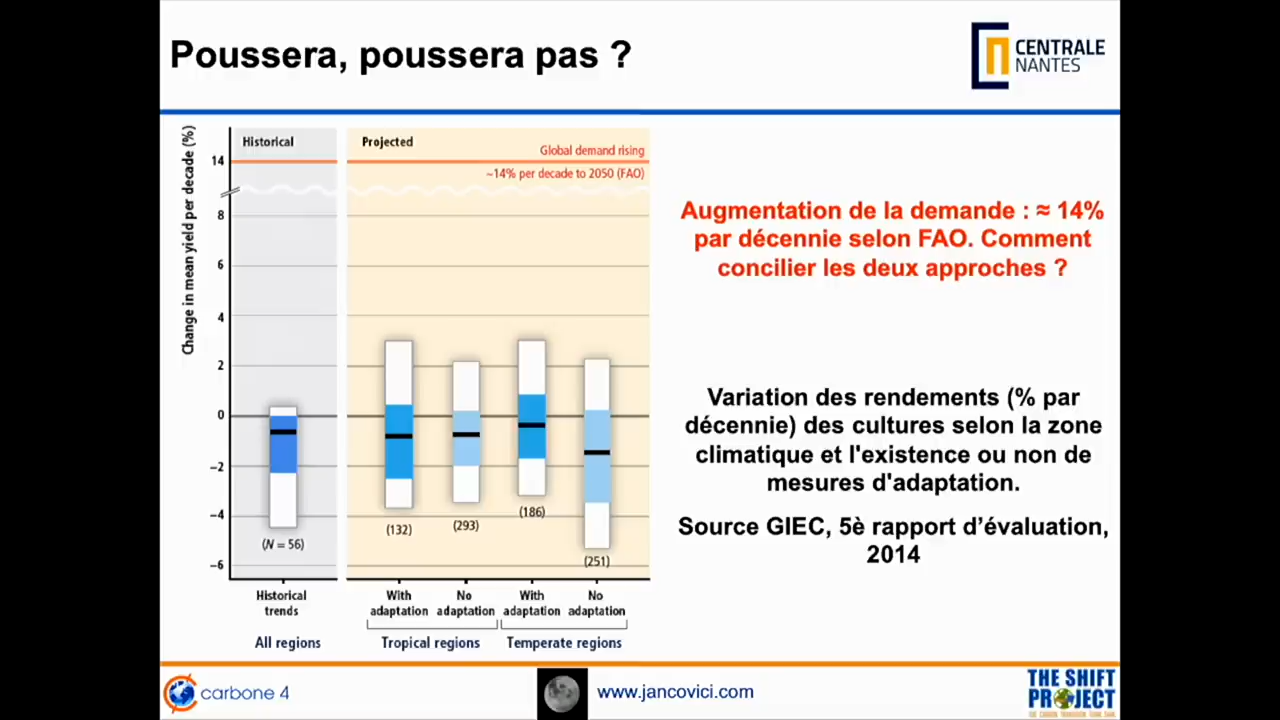 Poussera, poussera pas ?
CENTRALE
NANTES
Change in mean yield per decade (%)
Historical
Projected
Global demand rising
~14% per decade to 2050 (FAO)
14
8
6
4
2
0
−2
−4
−6
(N = 56)
(132)
(293)
(186)
(251)
Historical
trends
With
adaptation
No
adaptation
With
adaptation
No
adaptation
All regions
Tropical regions
Temperate regions
Augmentation de la demande : ≈ 14%
par décennie selon FAO. Comment
concilier les deux approches ?
Variation des rendements (% par
décennie) des cultures selon la zone
climatique et l'existence ou non de
mesures d'adaptation.
Source GIEC, 5è rapport d’évaluation,
2014
carbone 4
www.jancovici.com
THE SHIFT
PROJECT